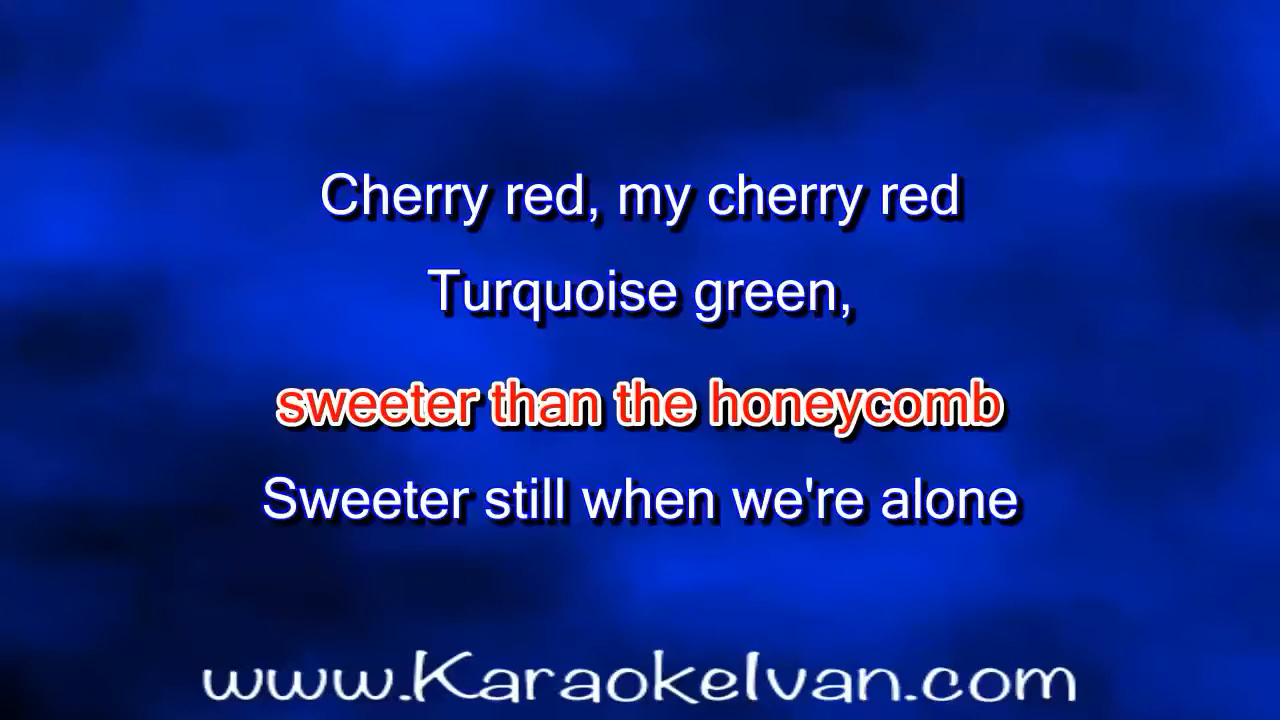 Cherry red, my cherry red
Turquoise green,
sweeter than the honeycomb
Sweeter still when we're alone
www.KaraokeIvan.com